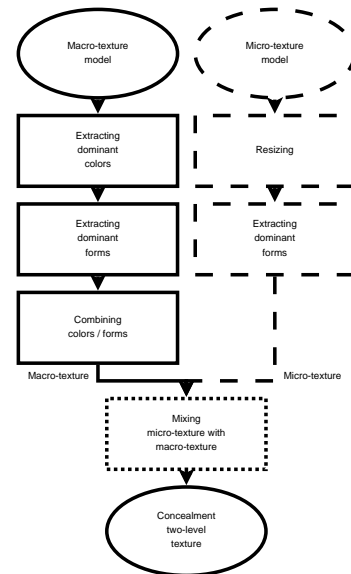 Macro-texture
model
Micro-texture
model
Extracting
dominant
colors
Resizing
Extracting
dominant
forms
Extracting
dominant
forms
Combining
colors / forms
Macro-texture
Micro-texture
Mixing
micro-texture with
macro-texture
Concealment
two-level
texture